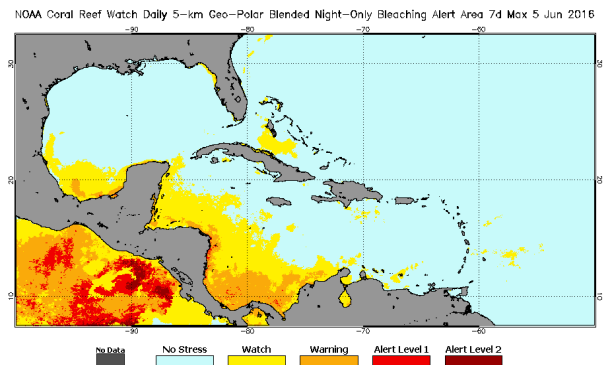 NOAA Coral Reef Watch Daily 5-km Geo-Polar Blended Night-Only Bleaching Alert Area 7d Max 5 Jun 2016
-90 -80 -70 -60
30 30
20 20
10 10
-90 -80 -70 -60
No Data No Stress Watch Warning Alert Level 1 Alert Level 2